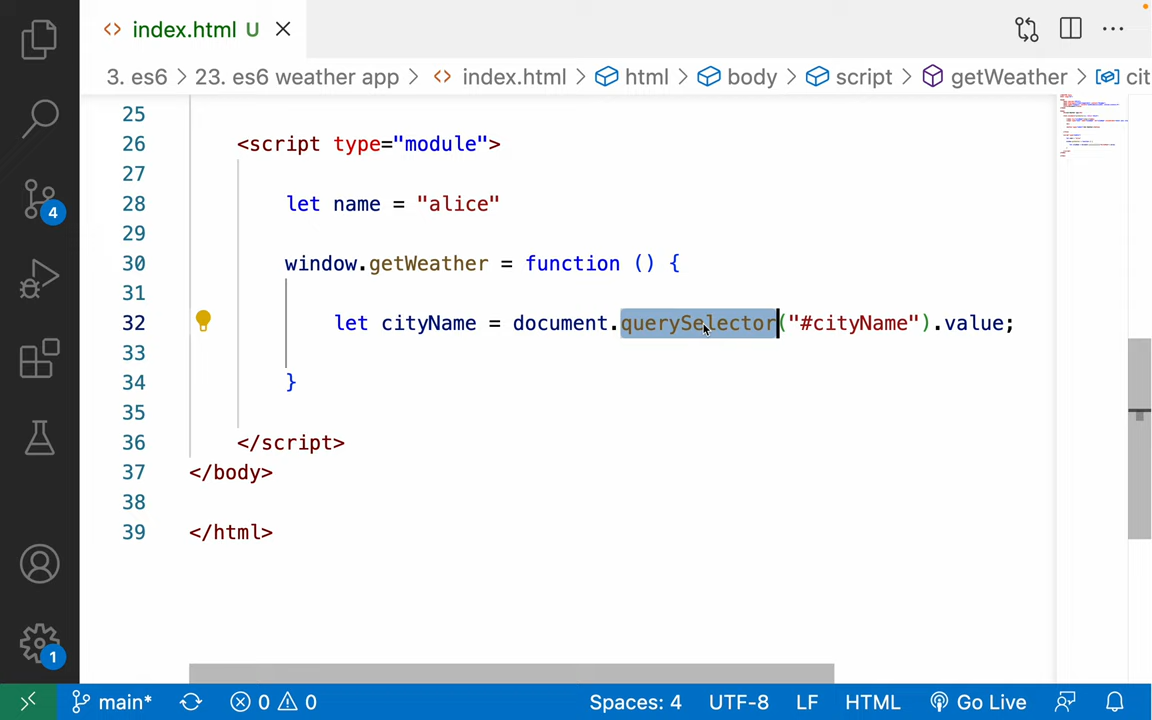 index.html U
3. es6 > 23. es6 weather app > index.html > html > body > script > getWeather > cit
25
26 <script type="module">
27
28 let name = "alice"
29
30 window.getWeather = function () {
31
32 let cityName = document.querySelector("#cityName").value;
33
34 }
35
36 </script>
37 </body>
38
39 </html>
4
1
main* 0 0 Spaces: 4 UTF-8 LF HTML Go Live